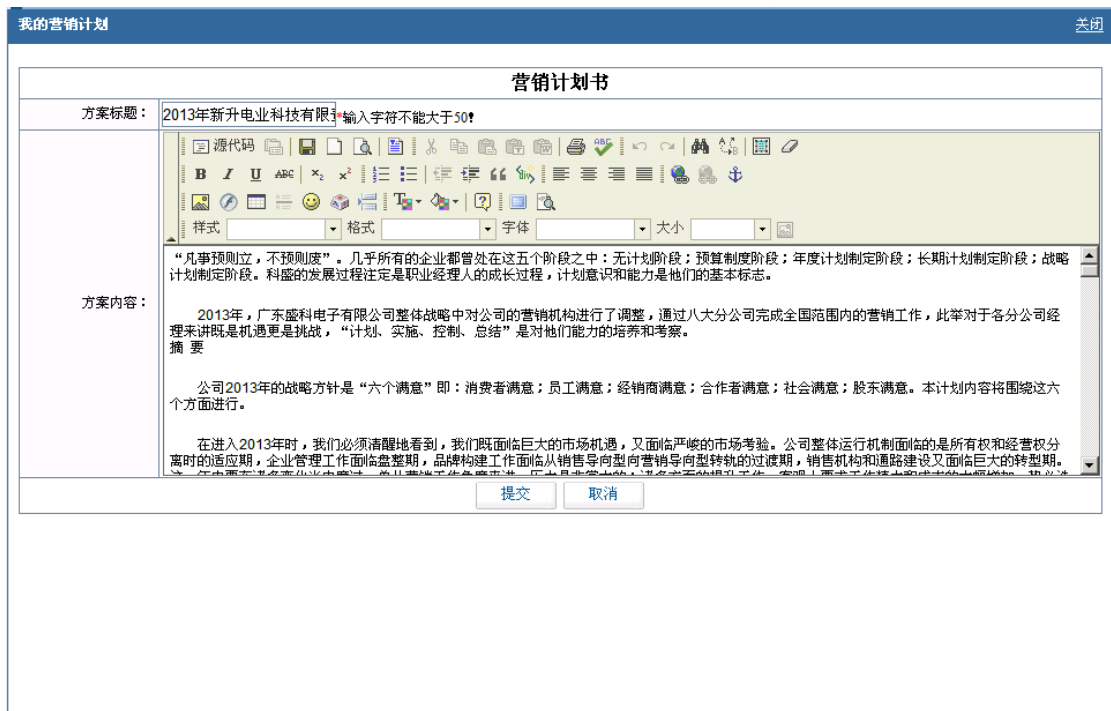 我的营销计划
关闭
营销计划书
方案标题：
2013年新升电业科技有限
*输入字符不能大于50!
源代码
样式
格式
字体
大小
方案内容：
“凡事预则立，不预则废”。几乎所有的企业都曾处在这五个阶段之中：无计划阶段；预算制度阶段；年度计划制定阶段；长期计划制定阶段；战略
计划制定阶段。科盛的发展过程注定是职业经理人的成长过程，计划意识和能力是他们的基本标志。
2013年，广东盛科电子有限公司整体战略中对公司的营销机构进行了调整，通过八大分公司完成全国范围内的营销工作，此举对于各分公司经
理来讲既是机遇更是挑战，“计划、实施、控制、总结”是对他们能力的培养和考察。
摘 要
公司2013年的战略方针是“六个满意”即：消费者满意；员工满意；经销商满意；合作者满意；社会满意；股东满意。本计划内容将围绕这六
个方面进行。
在进入2013年时，我们必须清醒地看到，我们既面临巨大的市场机遇，又面临严峻的市场考验。公司整体运行机制面临的是所有权和经营权分
离时的适应期，企业管理工作面临盘整期，品牌构建工作面临从销售导向型向营销导向型转轨的过渡期，销售机构和通路建设又面临巨大的转型期。
提交
取消